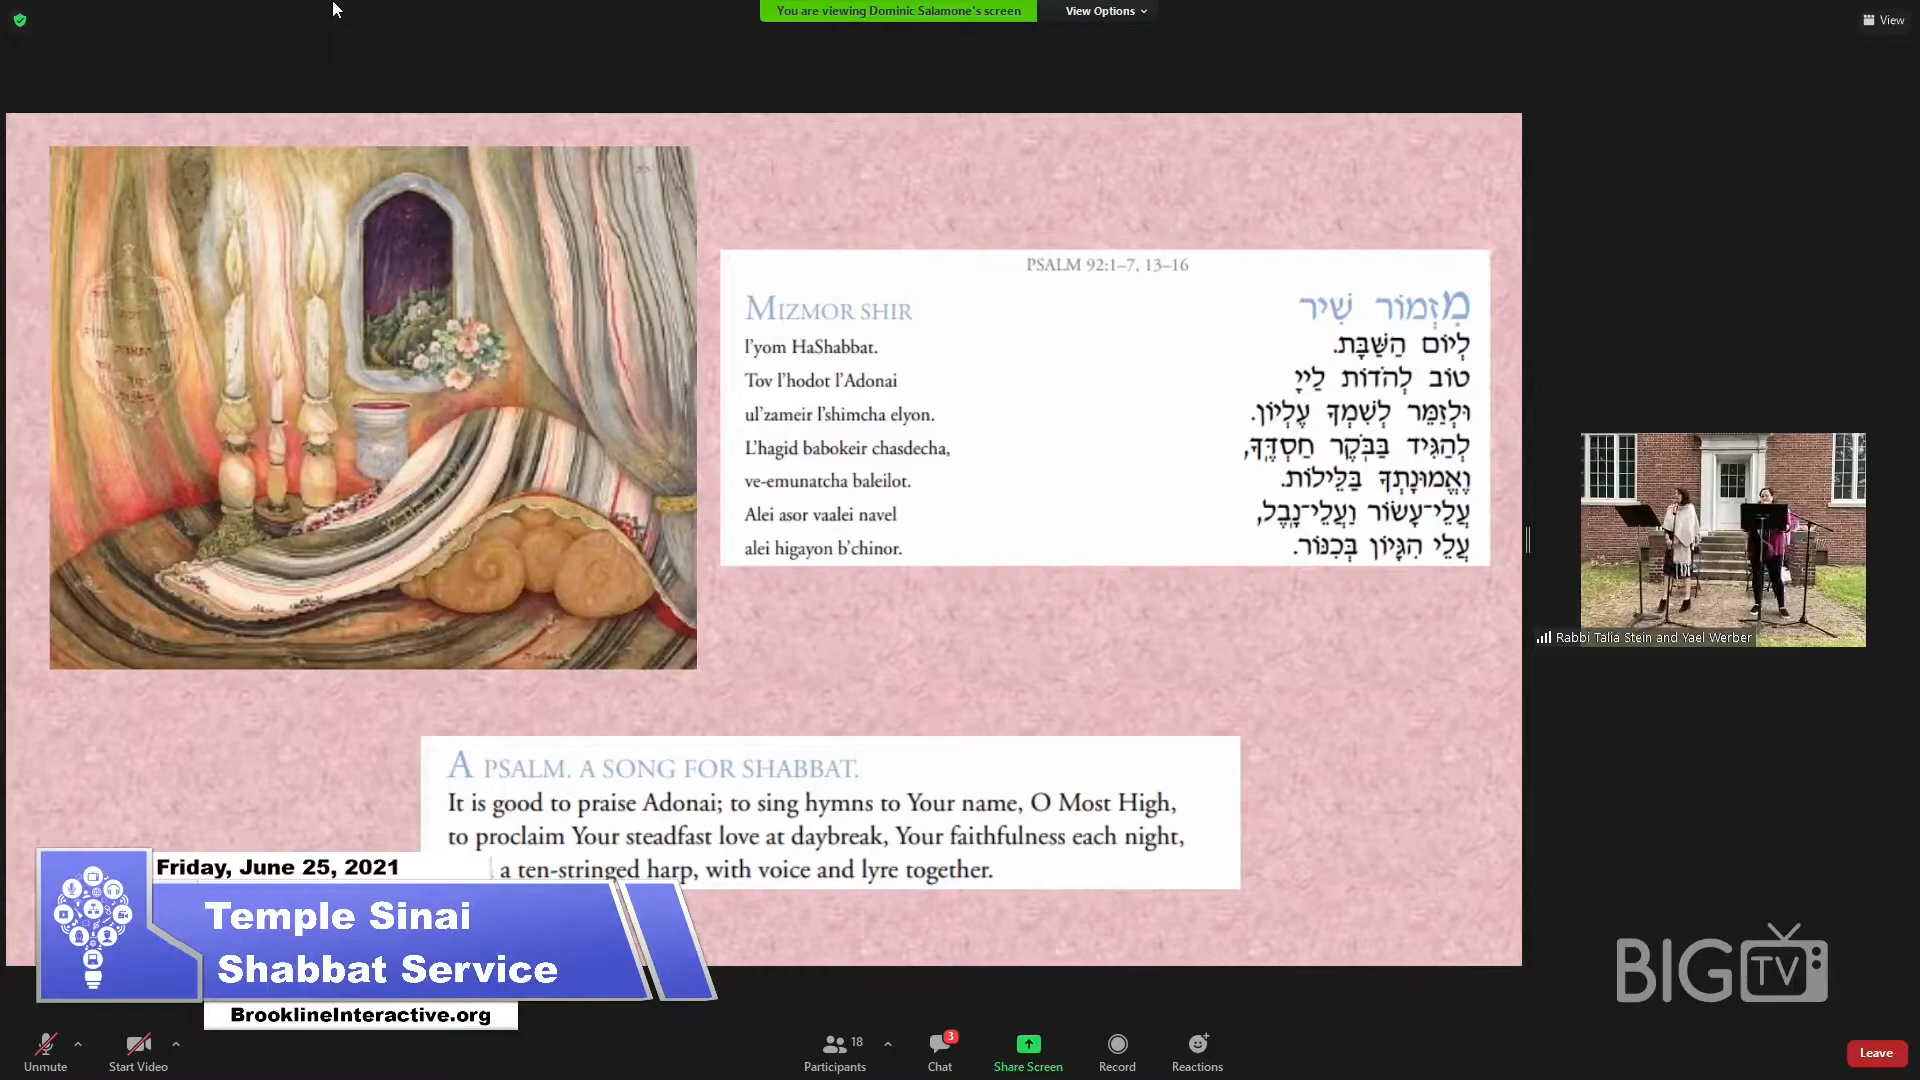 You are viewing Dominic Salamone's screen
View Options
View
PSALM 92:1–7, 13–16
MIZMOR SHIR
l'yom HaShabbat.
Tov l'hodot l'Adonai
ul'zameir l'shimcha elyon.
L'hagid babokeir chasdecha,
ve-emunatcha baleilot.
Alei asor vaalei navel
alei higayon b'chinor.
מִזְמוֹר שִׁיר
לְיוֹם הַשַּׁבָּת.
טוֹב לְהֹדוֹת לַייָ
וּלְזַמֵּר לְשִׁמְךָ עֶלְיוֹן.
לְהַגִּיד בַּבֹּקֶר חַסְדֶּךָ,
וֶאֱמוּנָתְךָ בַּלֵּילוֹת.
עֲלֵי־עָשׂוֹר וַעֲלֵי־נָבֶל,
עֲלֵי הִגָּיוֹן בְּכִנּוֹר.
Rabbi Talia Stein and Yael Werber
A PSALM. A SONG FOR SHABBAT.
It is good to praise Adonai; to sing hymns to Your name, O Most High,
to proclaim Your steadfast love at daybreak, Your faithfulness each night,
a ten-stringed harp, with voice and lyre together.
Friday, June 25, 2021
Temple Sinai
Shabbat Service
BrooklineInteractive.org
BIG TV
Unmute
Start Video
18
Participants
3
Chat
Share Screen
Record
Reactions
Leave